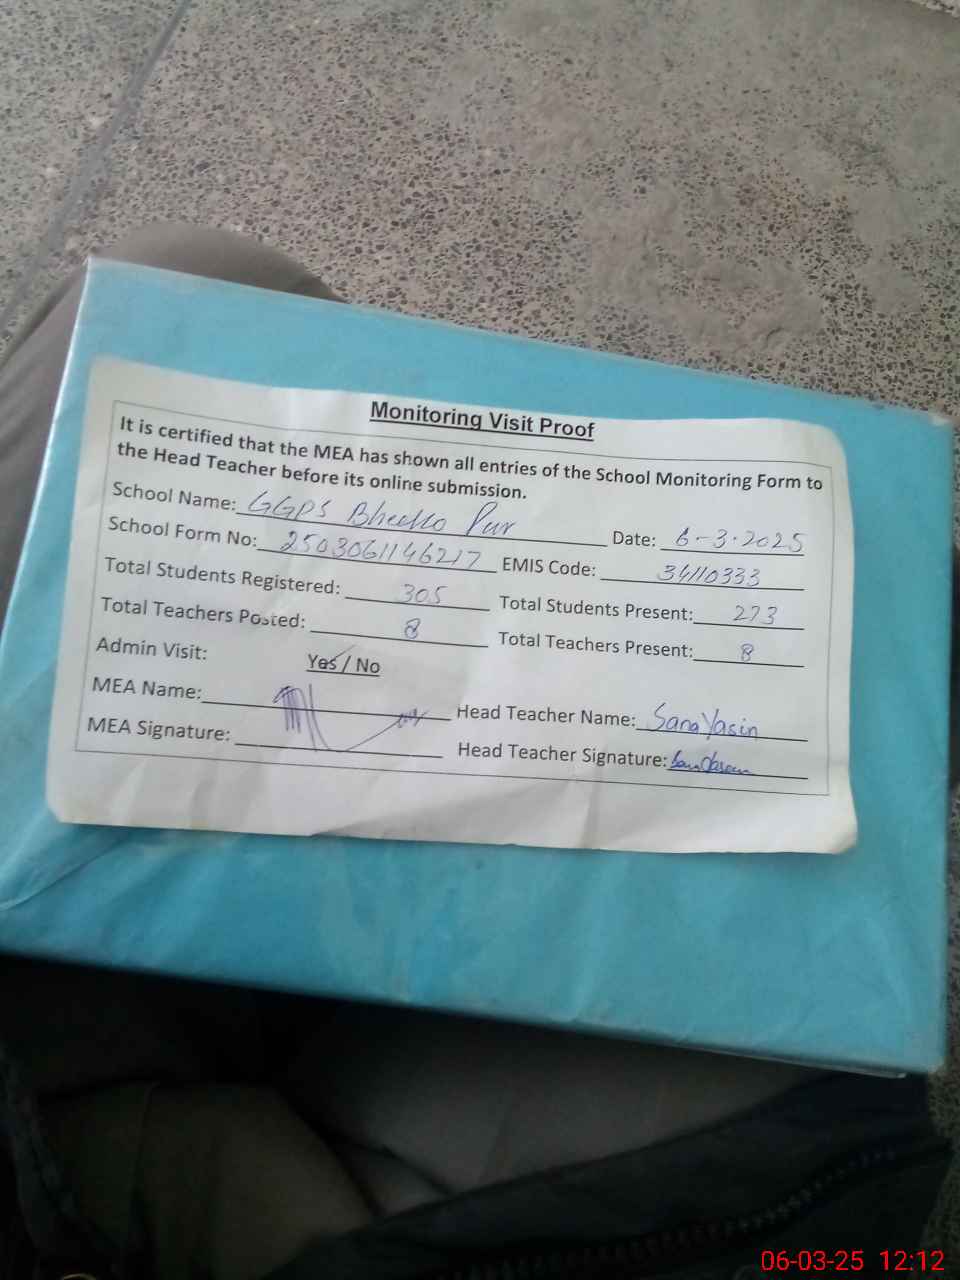 Monitoring Visit Proof
It is certified that the MEA has shown all entries of the School Monitoring Form to
the Head Teacher before its online submission.
School Name: GGPS Bheeko Pur Date: 6-3-2025
School Form No: 2503061146217 EMIS Code: 34110333
Total Students Registered: 305 Total Students Present: 273
Total Teachers Posted: 8 Total Teachers Present: 8
Admin Visit: Yes / No
MEA Name: Head Teacher Name: Sana Yasin
MEA Signature: Head Teacher Signature:
06-03-25 12:12